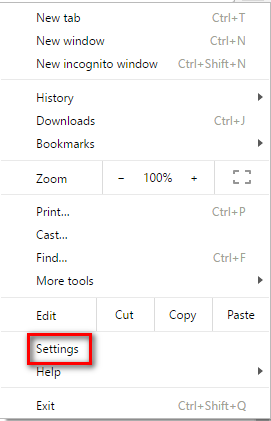 New tab Ctrl+T
New window Ctrl+N
New incognito window Ctrl+Shift+N
History
Downloads Ctrl+J
Bookmarks
Zoom − 100% +
Print... Ctrl+P
Cast...
Find... Ctrl+F
More tools
Edit Cut Copy Paste
Settings
Help
Exit Ctrl+Shift+Q